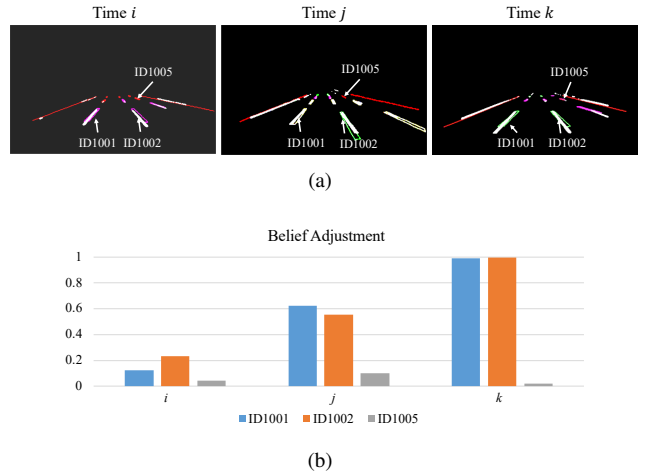 Time i
Time j
Time k
ID1005
ID1001
ID1002
ID1005
ID1001
ID1002
ID1005
ID1001
ID1002
(a)
Belief Adjustment
1
0.8
0.6
0.4
0.2
0
i
j
k
ID1001
ID1002
ID1005
(b)